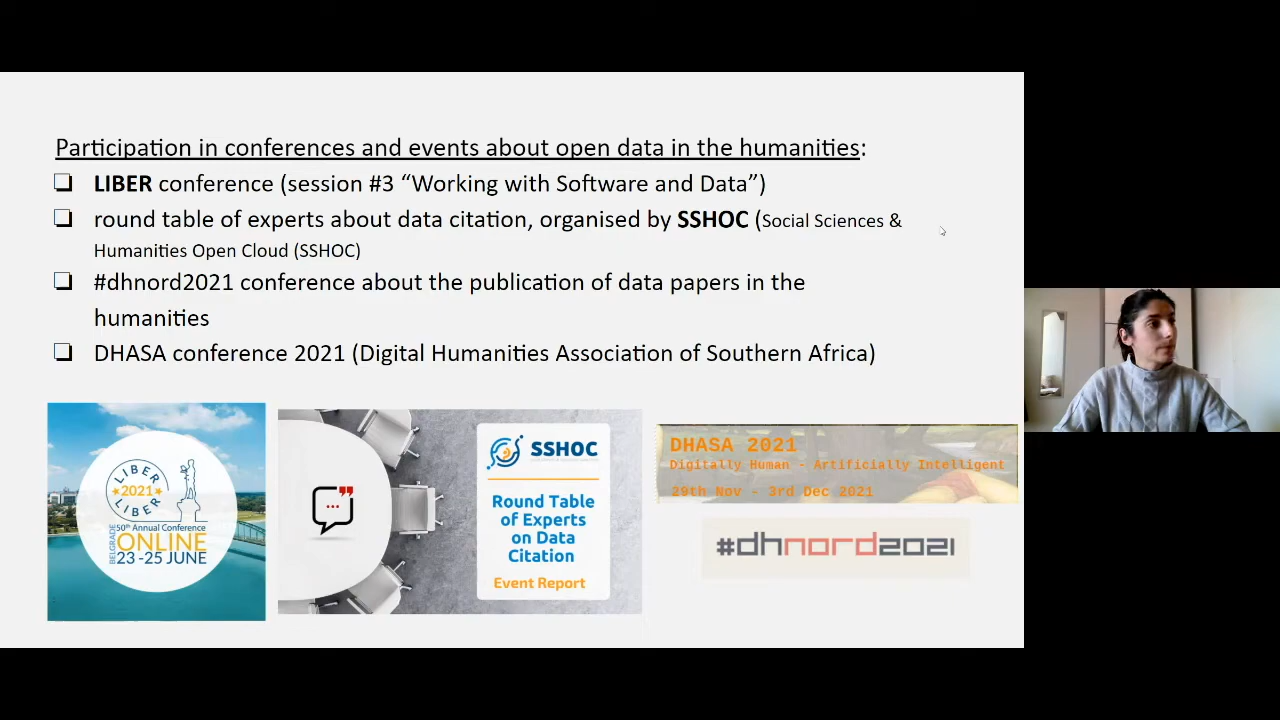 Participation in conferences and events about open data in the humanities:
LIBER conference (session #3 “Working with Software and Data”)
round table of experts about data citation, organised by SSHOC (Social Sciences &
Humanities Open Cloud (SSHOC)
#dhnord2021 conference about the publication of data papers in the
humanities
DHASA conference 2021 (Digital Humanities Association of Southern Africa)
LIBER
2021
LIBER
BELGRADE
50th Annual Conference
ONLINE
23 -25 JUNE
SSHOC
Round Table
of Experts
on Data
Citation
Event Report
DHASA 2021
Digitally Human - Artificially Intelligent
29th Nov - 3rd Dec 2021
#dhnord2021